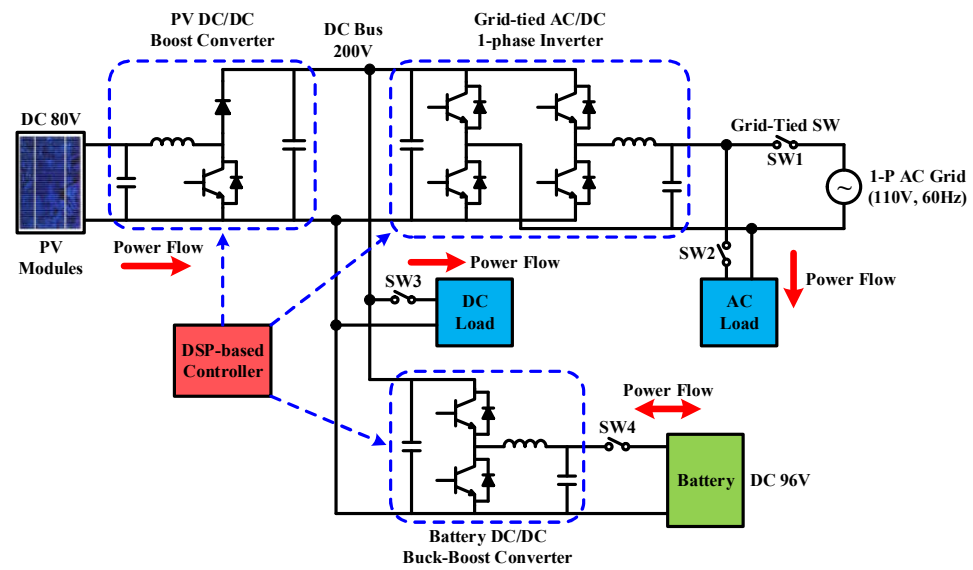 PV DC/DC
Boost Converter
DC Bus
200V
Grid-tied AC/DC
1-phase Inverter
DC 80V
PV
Modules
Power Flow
Grid-Tied SW
SW1
1-P AC Grid
(110V, 60Hz)
~
SW2
Power Flow
AC
Load
SW3
Power Flow
DC
Load
DSP-based
Controller
Power Flow
SW4
Battery
DC 96V
Battery DC/DC
Buck-Boost Converter